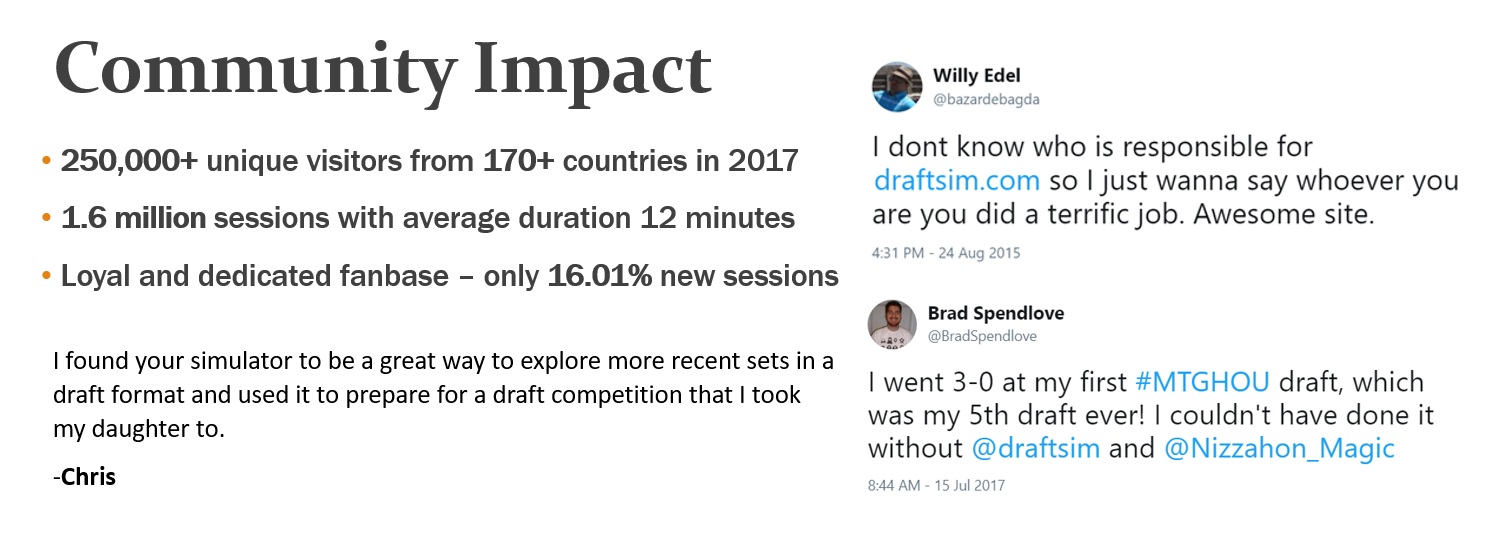 Community Impact
• 250,000+ unique visitors from 170+ countries in 2017
• 1.6 million sessions with average duration 12 minutes
• Loyal and dedicated fanbase – only 16.01% new sessions
I found your simulator to be a great way to explore more recent sets in a
draft format and used it to prepare for a draft competition that I took
my daughter to.
-Chris
Willy Edel
@bazardebagda
I dont know who is responsible for
draftsim.com so I just wanna say whoever you
are you did a terrific job. Awesome site.
4:31 PM - 24 Aug 2015
Brad Spendlove
@BradSpendlove
I went 3-0 at my first #MTGHOU draft, which
was my 5th draft ever! I couldn't have done it
without @draftsim and @Nizzahon_Magic
8:44 AM - 15 Jul 2017